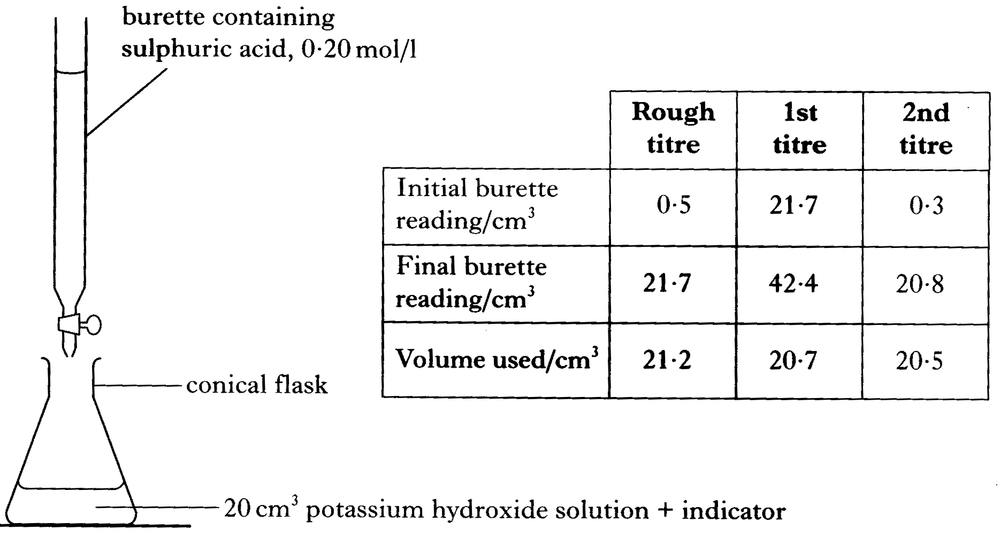 burette containing
sulphuric acid, 0·20 mol/l
Rough titre 1st titre 2nd titre
Initial burette reading/cm³ 0·5 21·7 0·3
Final burette reading/cm³ 21·7 42·4 20·8
Volume used/cm³ 21·2 20·7 20·5
conical flask
20 cm³ potassium hydroxide solution + indicator